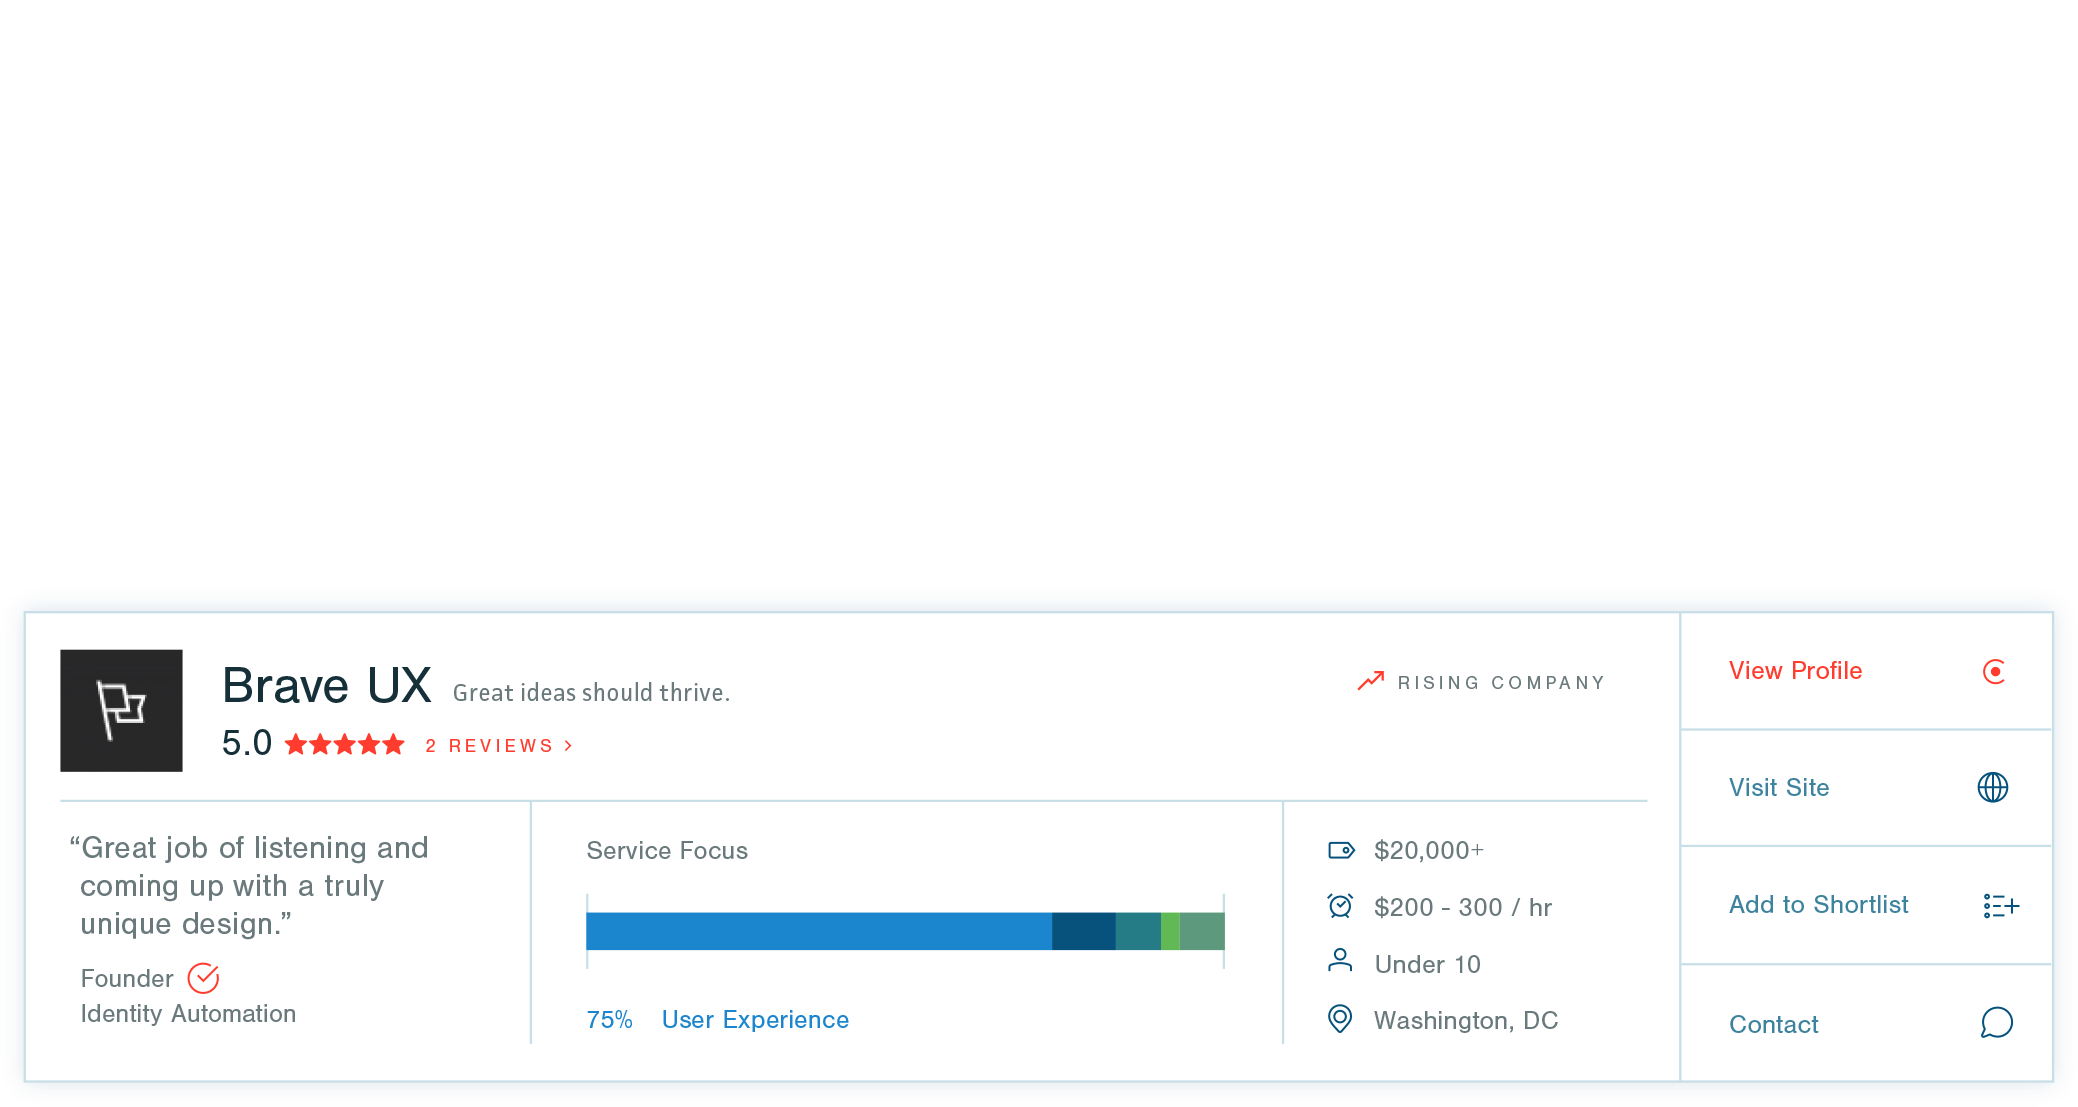 Brave UX Great ideas should thrive.
RISING COMPANY
5.0 2 REVIEWS >
“Great job of listening and
coming up with a truly
unique design.”
Founder
Identity Automation
Service Focus
75% User Experience
$20,000+
$200 - 300 / hr
Under 10
Washington, DC
View Profile
Visit Site
Add to Shortlist
Contact